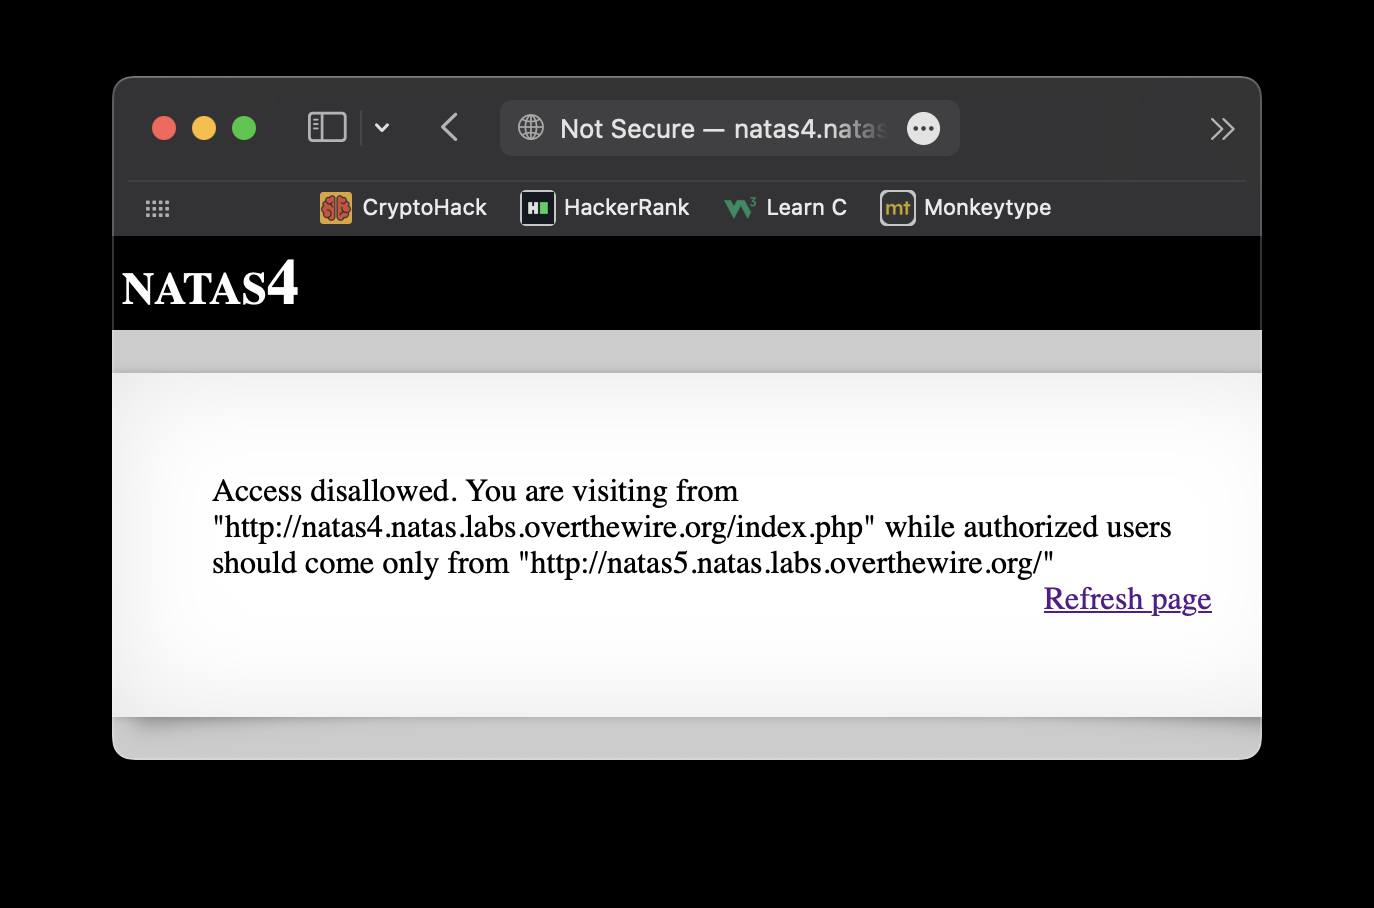 Not Secure — natas4.natas
CryptoHack HackerRank Learn C Monkeytype
NATAS4
Access disallowed. You are visiting from
"http://natas4.natas.labs.overthewire.org/index.php" while authorized users
should come only from "http://natas5.natas.labs.overthewire.org/"
Refresh page